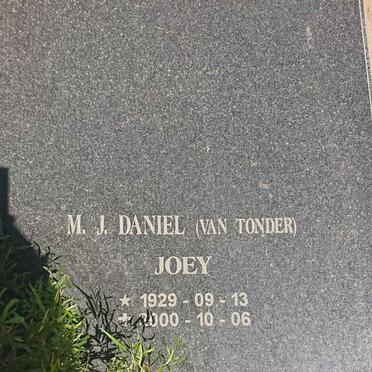 M. J. DANIEL (VAN TONDER)
JOEY
★ 1929 - 09 - 13
✝ 2000 - 10 - 06